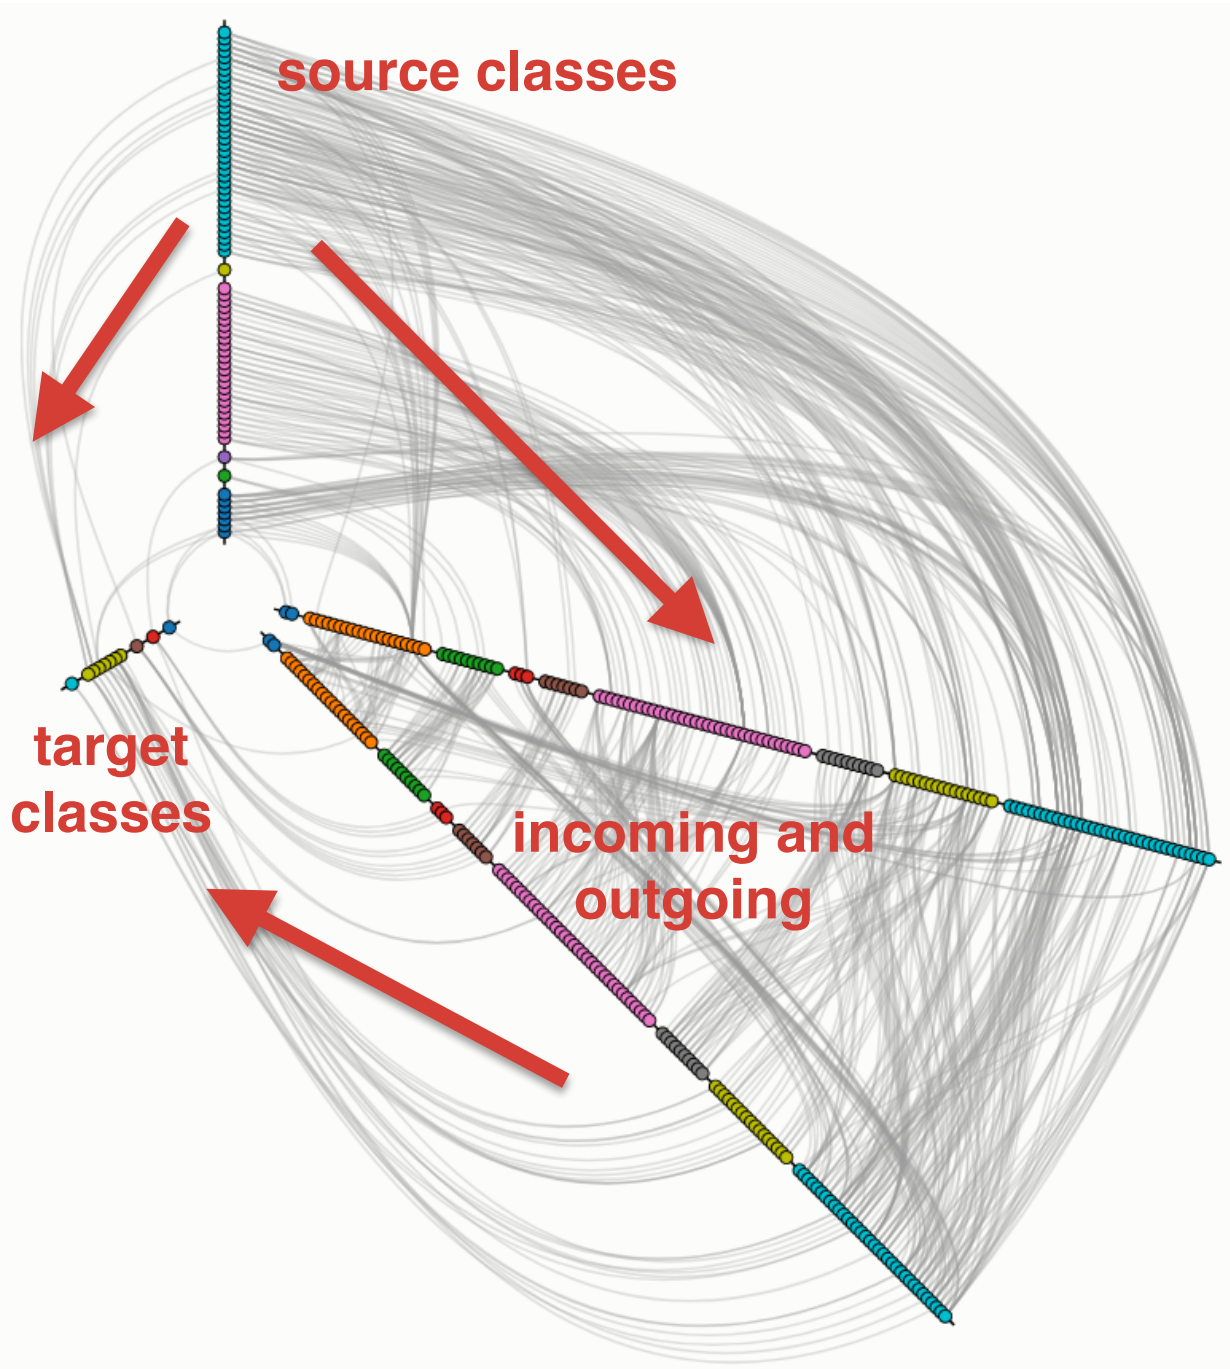 source classes
target
classes
incoming and
outgoing